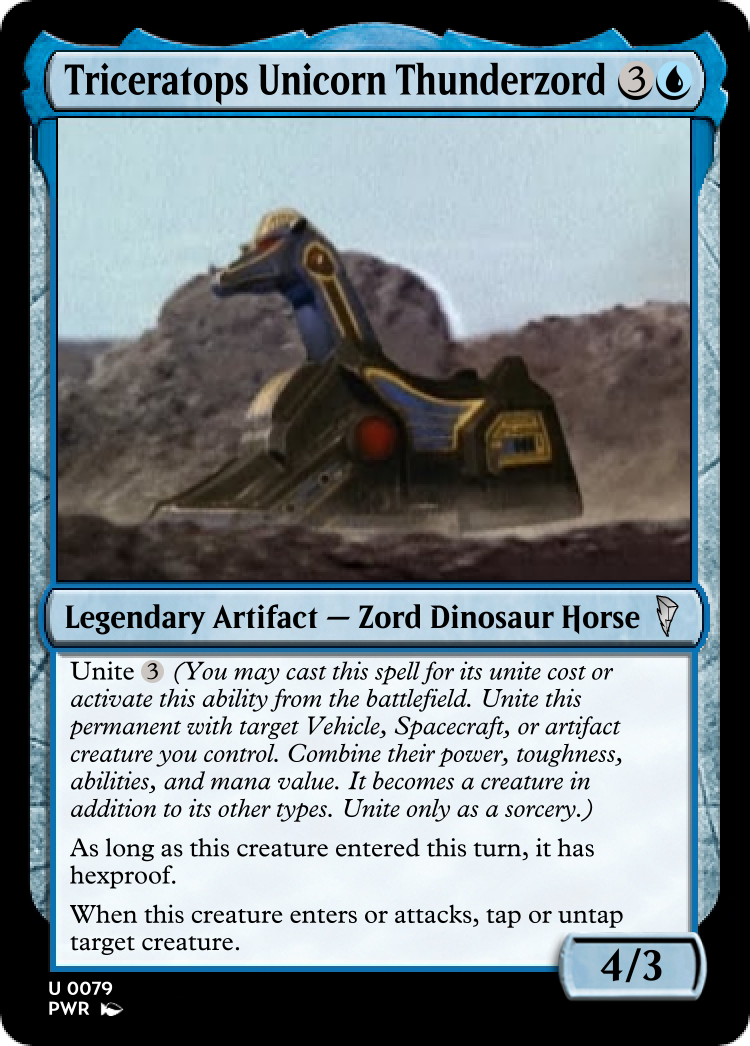 Triceratops Unicorn Thunderzord 3
Legendary Artifact — Zord Dinosaur Horse
Unite 3 (You may cast this spell for its unite cost or
activate this ability from the battlefield. Unite this
permanent with target Vehicle, Spacecraft, or artifact
creature you control. Combine their power, toughness,
abilities, and mana value. It becomes a creature in
addition to its other types. Unite only as a sorcery.)
As long as this creature entered this turn, it has
hexproof.
When this creature enters or attacks, tap or untap
target creature.
4/3
U 0079
PWR